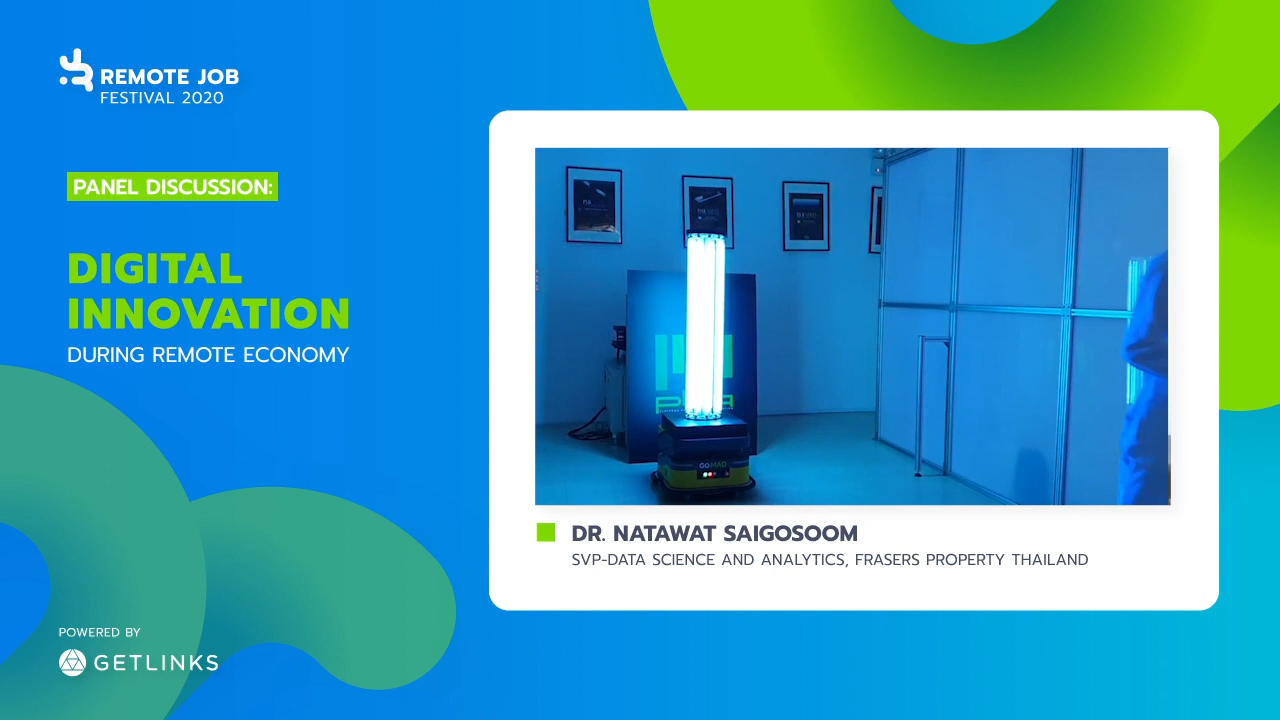 REMOTE JOB
FESTIVAL 2020
PANEL DISCUSSION:
DIGITAL
INNOVATION
DURING REMOTE ECONOMY
GOMAD
DR. NATAWAT SAIGOSOOM
SVP-DATA SCIENCE AND ANALYTICS, FRASERS PROPERTY THAILAND
POWERED BY
GETLINKS